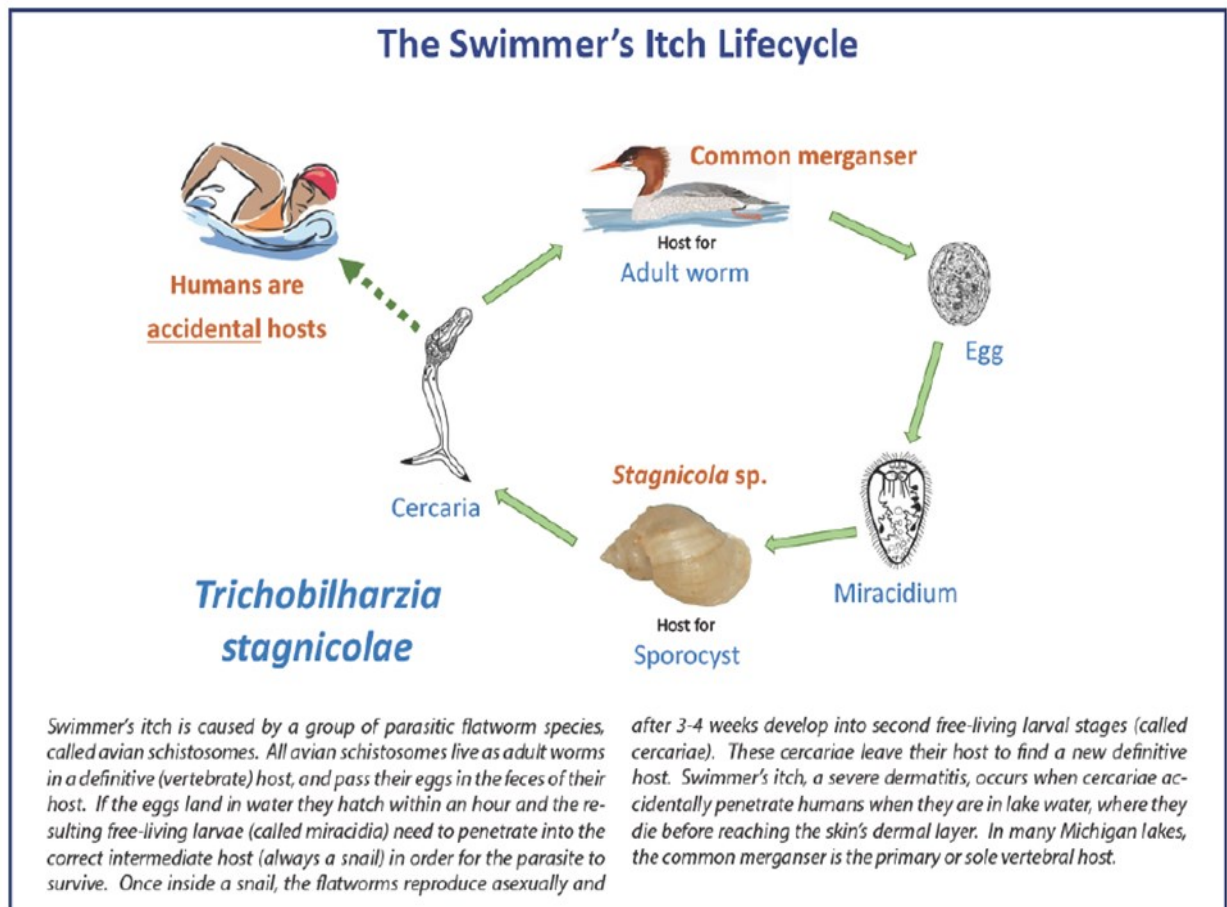 The Swimmer's Itch Lifecycle
Common merganser
Host for
Adult worm
Humans are
accidental hosts
Egg
Stagnicola sp.
Cercaria
Miracidium
Trichobilharzia
stagnicolae
Host for
Sporocyst
Swimmer's itch is caused by a group of parasitic flatworm species,
called avian schistosomes. All avian schistosomes live as adult worms
in a definitive (vertebrate) host, and pass their eggs in the feces of their
host. If the eggs land in water they hatch within an hour and the re-
sulting free-living larvae (called miracidia) need to penetrate into the
correct intermediate host (always a snail) in order for the parasite to
survive. Once inside a snail, the flatworms reproduce asexually and
after 3-4 weeks develop into second free-living larval stages (called
cercariae). These cercariae leave their host to find a new definitive
host. Swimmer's itch, a severe dermatitis, occurs when cercariae ac-
cidentally penetrate humans when they are in lake water, where they
die before reaching the skin's dermal layer. In many Michigan lakes,
the common merganser is the primary or sole vertebral host.